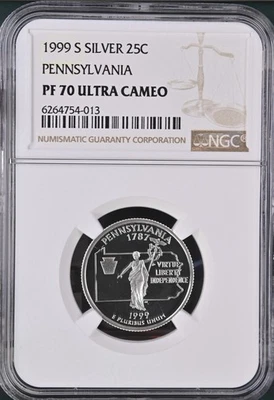 1999 S SILVER 25C
PENNSYLVANIA
PF 70 ULTRA CAMEO
6264754-013
NUMISMATIC GUARANTY CORPORATION
NGC
PENNSYLVANIA
1787
VIRTUE
LIBERTY
INDEPENDENCE
1999
E PLURIBUS UNUM